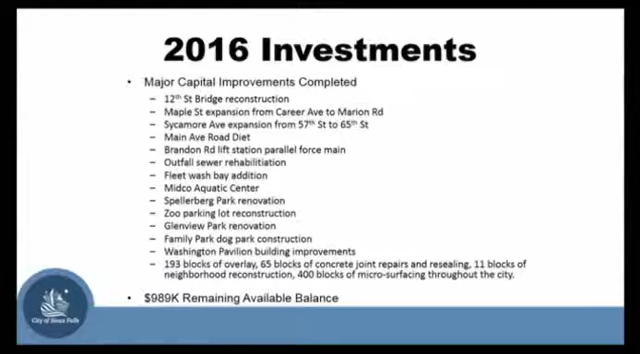 2016 Investments
• Major Capital Improvements Completed
– 12th St Bridge reconstruction
– Maple St expansion from Career Ave to Marion Rd
– Sycamore Ave expansion from 57th St to 65th St
– Main Ave Road Diet
– Brandon Rd lift station parallel force main
– Outfall sewer rehabilitiation
– Fleet wash bay addition
– Midco Aquatic Center
– Spellerberg Park renovation
– Zoo parking lot reconstruction
– Glenview Park renovation
– Family Park dog park construction
– Washington Pavilion building improvements
– 193 blocks of overlay, 65 blocks of concrete joint repairs and resealing, 11 blocks of
neighborhood reconstruction, 400 blocks of micro-surfacing throughout the city.
• $989K Remaining Available Balance
City of Sioux Falls